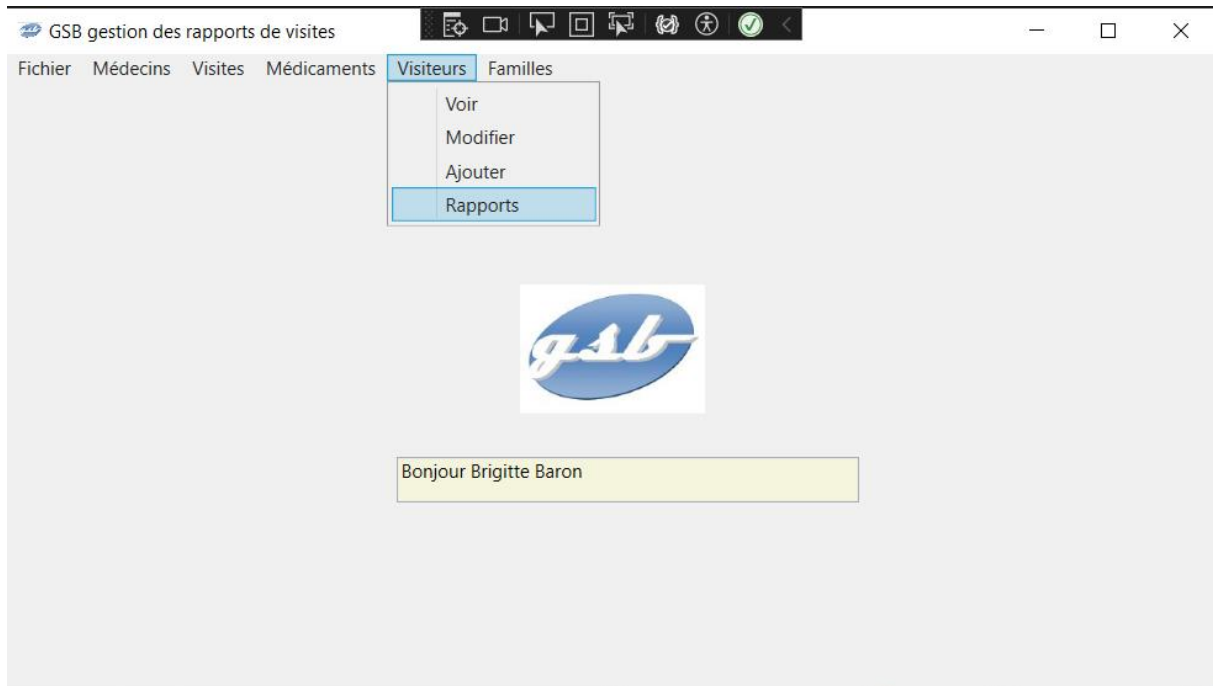 GSB gestion des rapports de visites
Fichier Médecins Visites Médicaments Visiteurs Familles
Voir
Modifier
Ajouter
Rapports
gsb
Bonjour Brigitte Baron